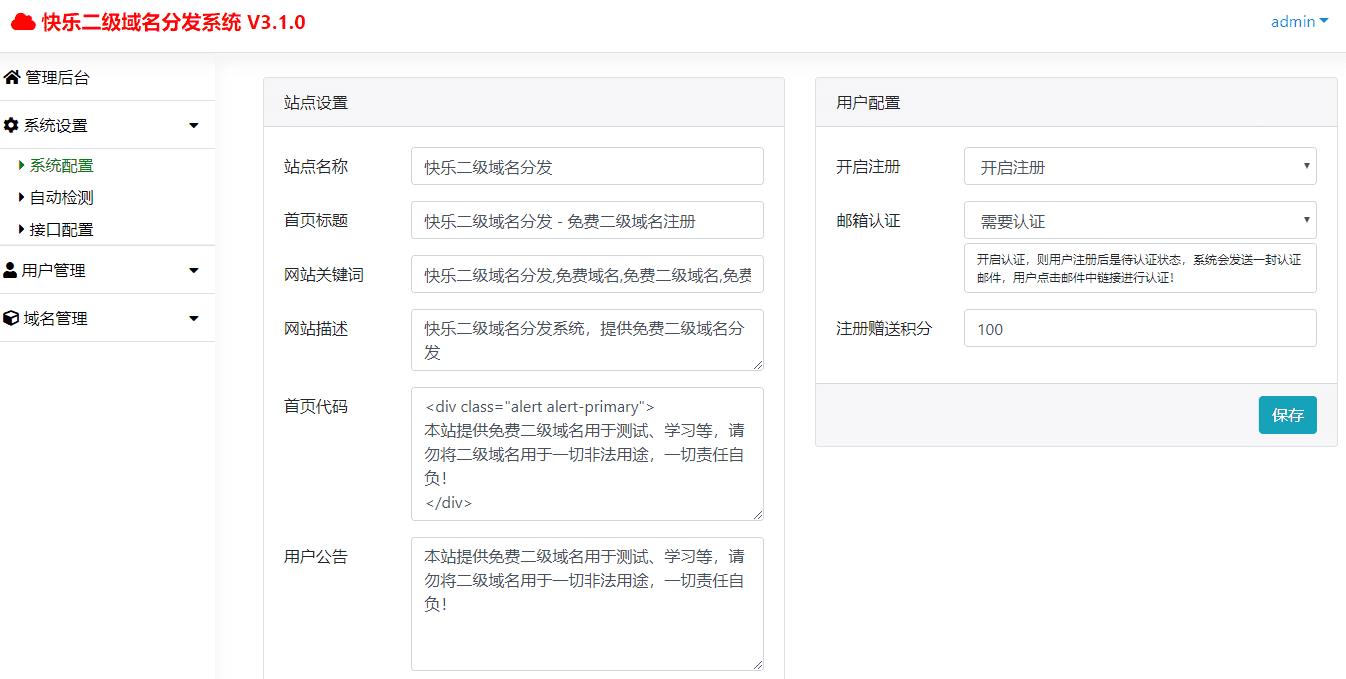 快乐二级域名分发系统 V3.1.0
admin
管理后台
系统设置
系统配置
自动检测
接口配置
用户管理
域名管理
站点设置
站点名称
快乐二级域名分发
首页标题
快乐二级域名分发 - 免费二级域名注册
网站关键词
快乐二级域名分发,免费域名,免费二级域名,免费
网站描述
快乐二级域名分发系统，提供免费二级域名分
发
首页代码
<div class="alert alert-primary">
本站提供免费二级域名用于测试、学习等，请
勿将二级域名用于一切非法用途，一切责任自
负！
</div>
用户公告
本站提供免费二级域名用于测试、学习等，请
勿将二级域名用于一切非法用途，一切责任自
负！
用户配置
开启注册
开启注册
邮箱认证
需要认证
开启认证，则用户注册后是待认证状态，系统会发送一封认证
邮件，用户点击邮件中链接进行认证！
注册赠送积分
100
保存